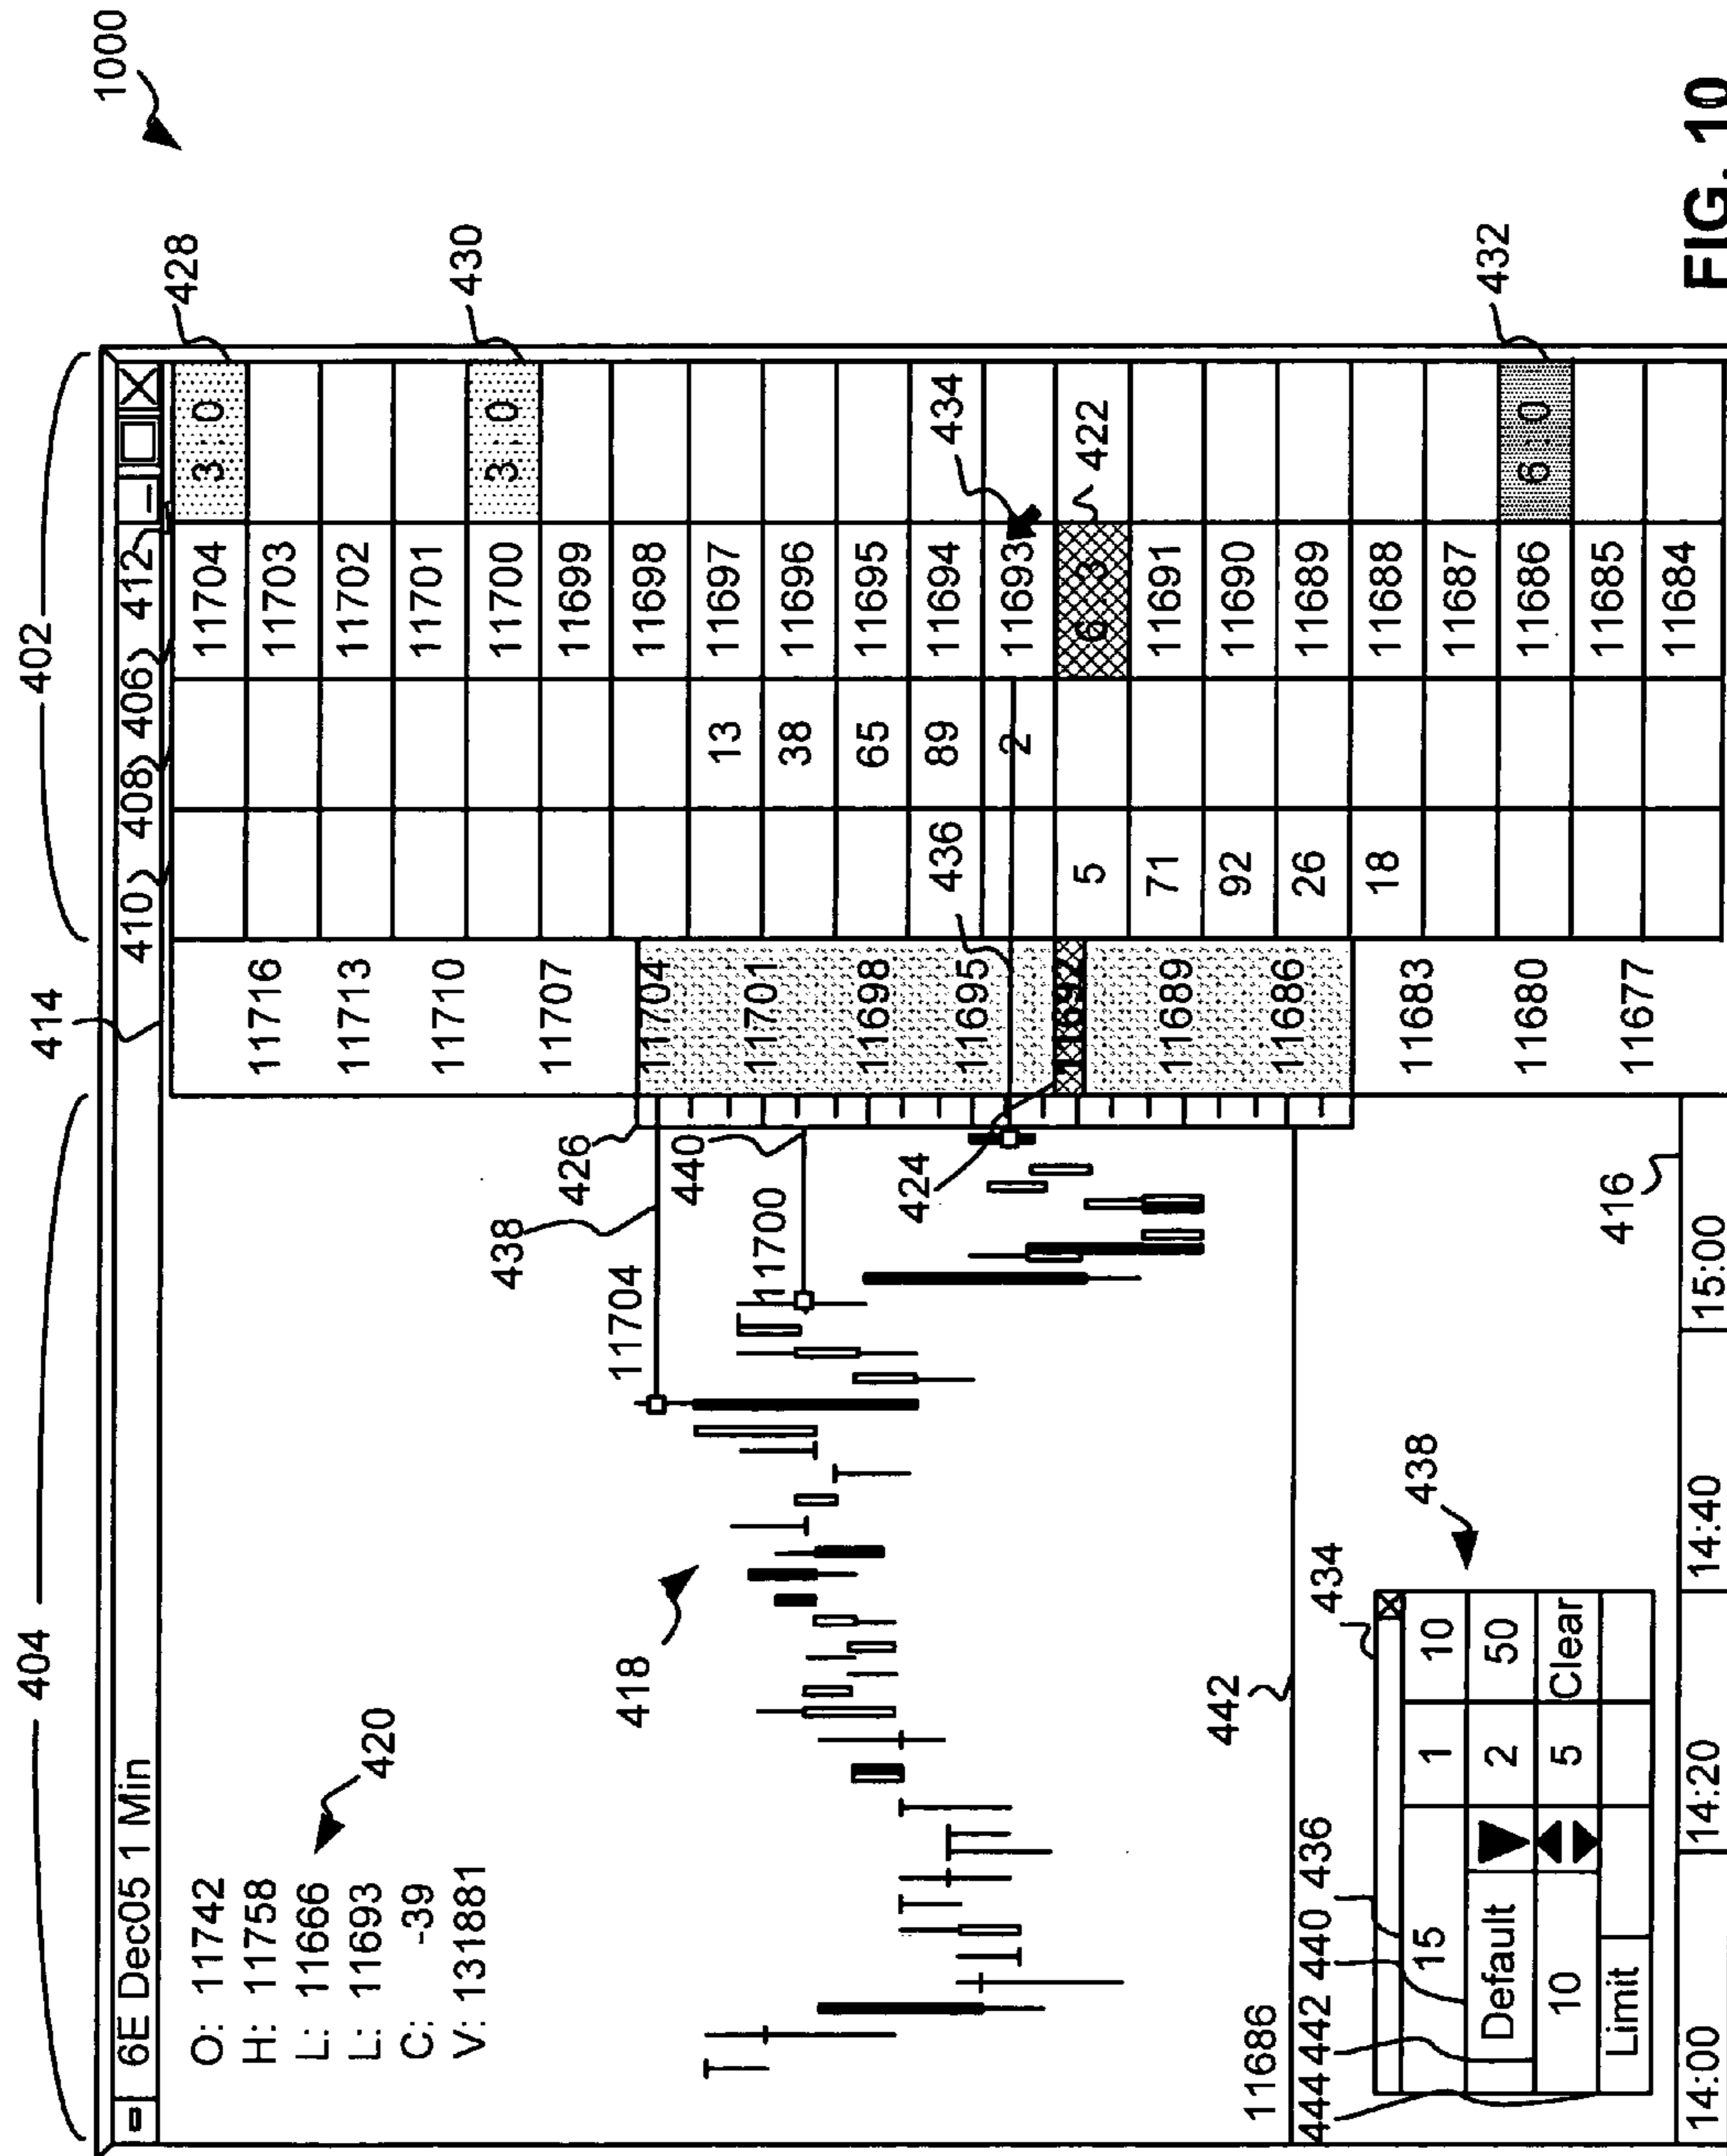 1000
402
404
6E Dec05 1 Min
410 408 406 412
414
428
430
432
O: 11742
H: 11758
L: 11666
L: 11693
C: -39
V: 131881
420
418
11716
11713
11710
11707
11704
11701
11698
11695
11692
11689
11686
11683
11680
11677
11704 3 0
11703
11702
11701
11700 3 0
11699
11698
13 11697
38 11696
65 11695
436 89 11694 434
2 11693
5 6 3 422
71 11691
92 11690
26 11689
18 11688
11687
11686 6 0
11685
11684
426
438
440
11704
11700
424
442
11686
416
444 442 440 436
434
438
15 1 10
Default 2 50
10 5 Clear
Limit
14:00 14:20 14:40 15:00
FIG. 10